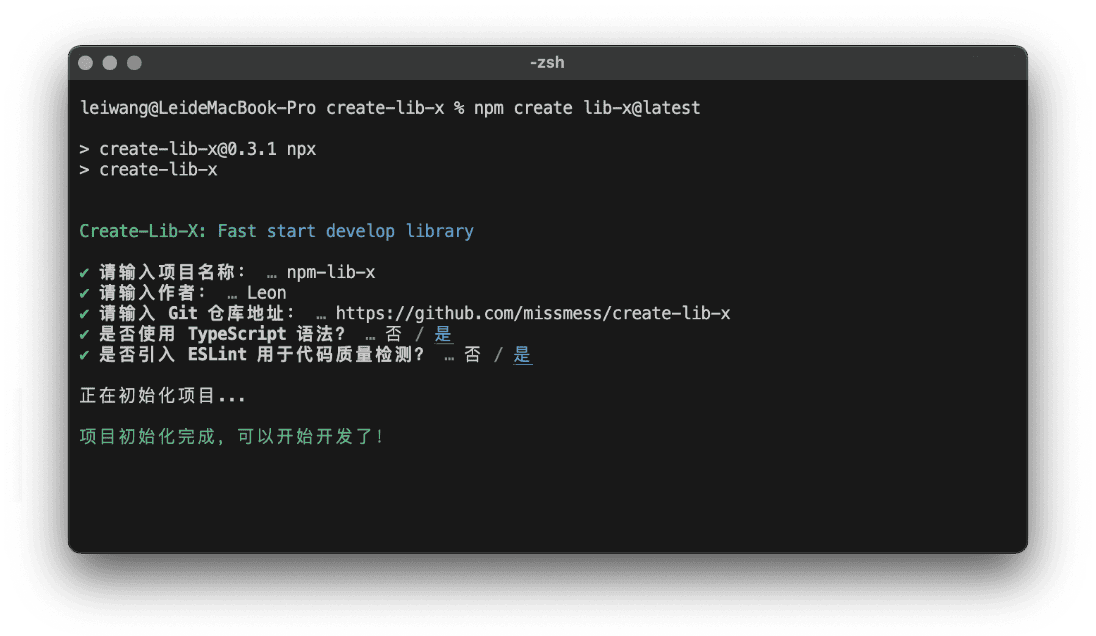 -zsh
leiwang@LeideMacBook-Pro create-lib-x % npm create lib-x@latest
> create-lib-x@0.3.1 npx
> create-lib-x
Create-Lib-X: Fast start develop library
✔ 请输入项目名称： … npm-lib-x
✔ 请输入作者： … Leon
✔ 请输入 Git 仓库地址： … https://github.com/missmess/create-lib-x
✔ 是否使用 TypeScript 语法？ … 否 / 是
✔ 是否引入 ESLint 用于代码质量检测？ … 否 / 是
正在初始化项目...
项目初始化完成，可以开始开发了！